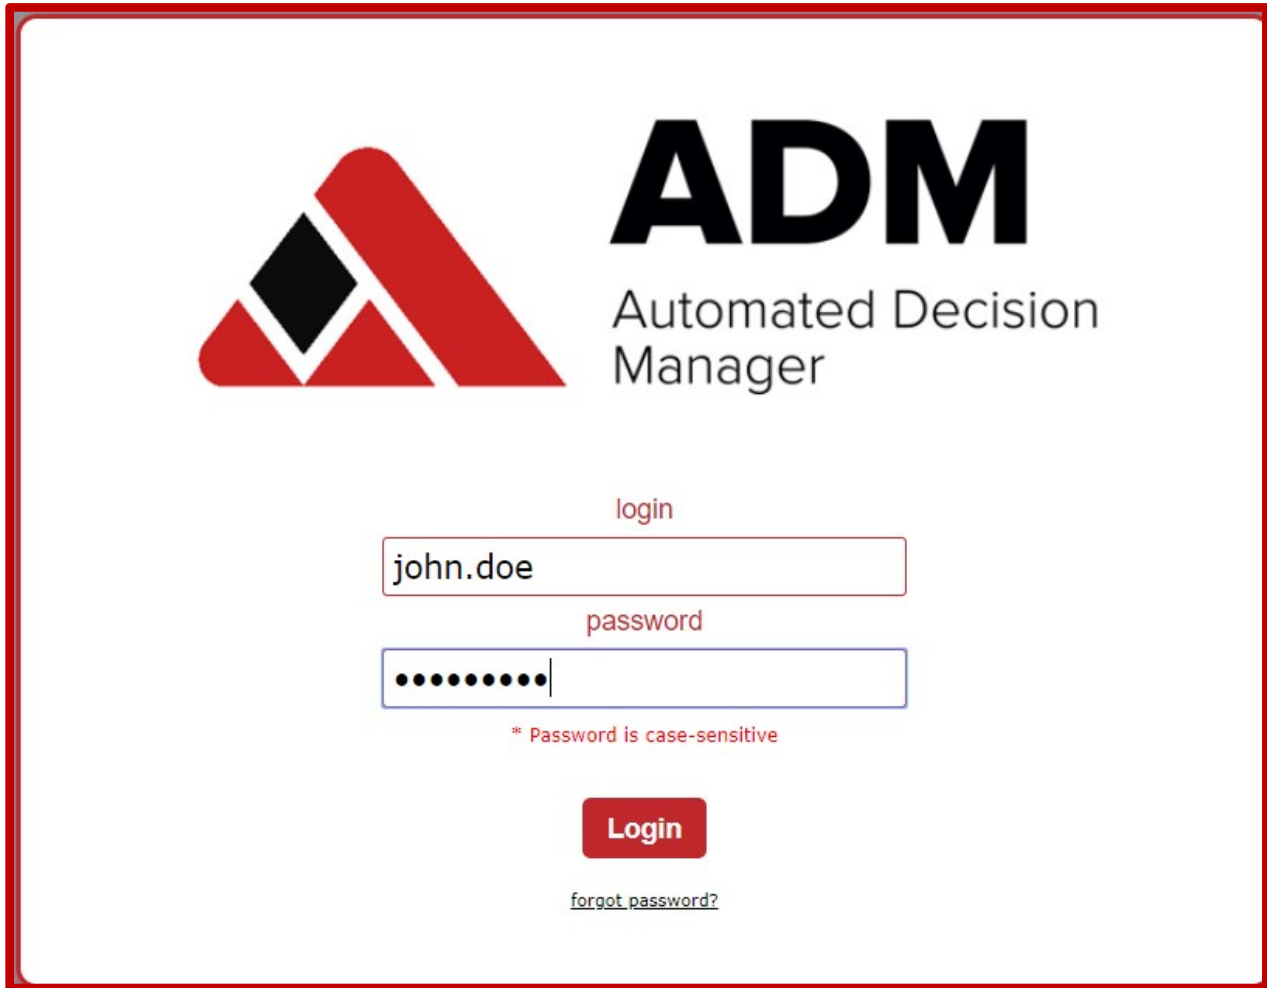 ADM
Automated Decision
Manager
login
john.doe
password
•••••••••
* Password is case-sensitive
Login
forgot password?